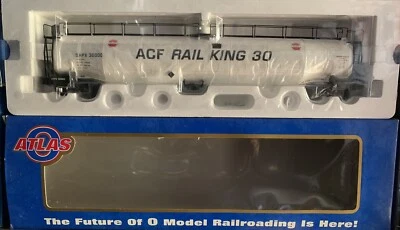 ACF RAIL KING 30
ATLAS
The Future Of O Model Railroading Is Here!